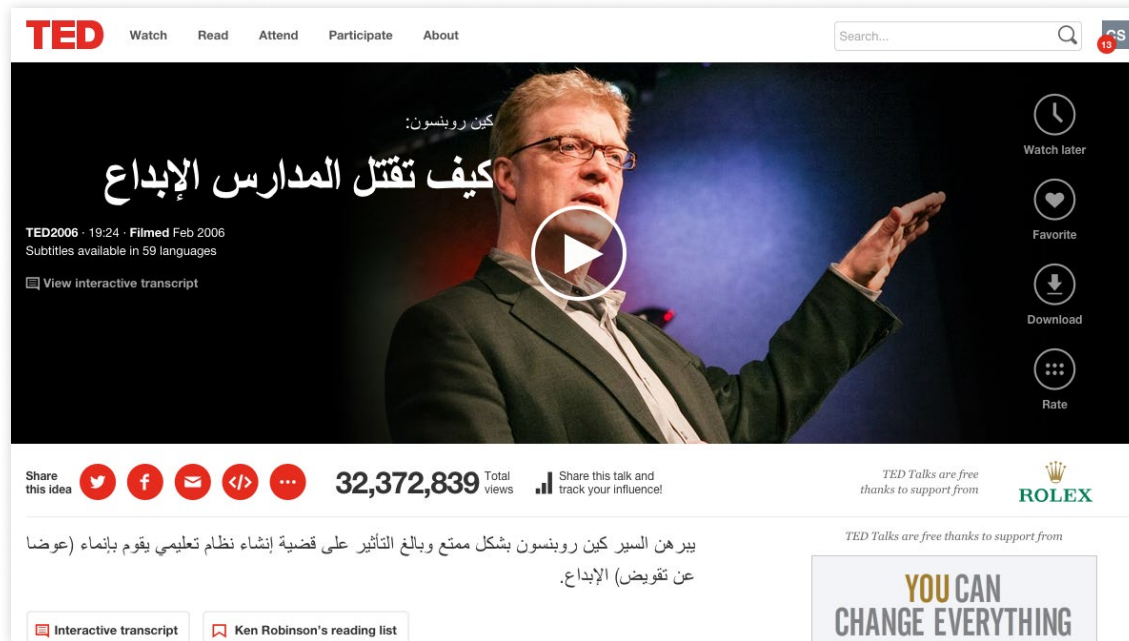 TED
Watch Read Attend Participate About
Search...
CS
13
كين روبنسون:
كيف تقتل المدارس الإبداع
TED2006 · 19:24 · Filmed Feb 2006
Subtitles available in 59 languages
View interactive transcript
Watch later
Favorite
Download
Rate
Share
this idea
32,372,839 Total
views
Share this talk and
track your influence!
TED Talks are free
thanks to support from
ROLEX
يبرهن السير كين روبنسون بشكل ممتع وبالغ التأثير على قضية إنشاء نظام تعليمي يقوم بإنماء (عوضا
عن تقويض) الإبداع.
Interactive transcript
Ken Robinson's reading list
TED Talks are free thanks to support from
YOU CAN
CHANGE EVERYTHING